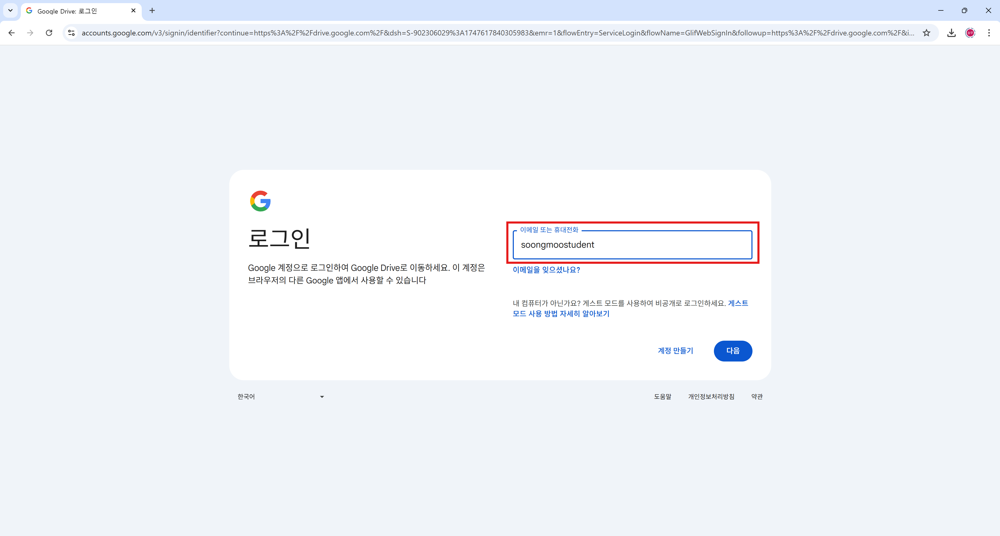 Google Drive: 로그인
accounts.google.com/v3/signin/identifier?continue=https%3A%2F%2Fdrive.google.com%2F&dsh=S-902306029%3A1747617840305983&emr=1&flowEntry=ServiceLogin&flowName=GlifWebSignIn&followup=https%3A%2F%2Fdrive.google.com%2F&i...
숭무
로그인
Google 계정으로 로그인하여 Google Drive로 이동하세요. 이 계정은
브라우저의 다른 Google 앱에서 사용할 수 있습니다
이메일 또는 휴대전화
soongmoostudent
이메일을 잊으셨나요?
내 컴퓨터가 아닌가요? 게스트 모드를 사용하여 비공개로 로그인하세요. 게스트
모드 사용 방법 자세히 알아보기
계정 만들기
다음
한국어
도움말
개인정보처리방침
약관